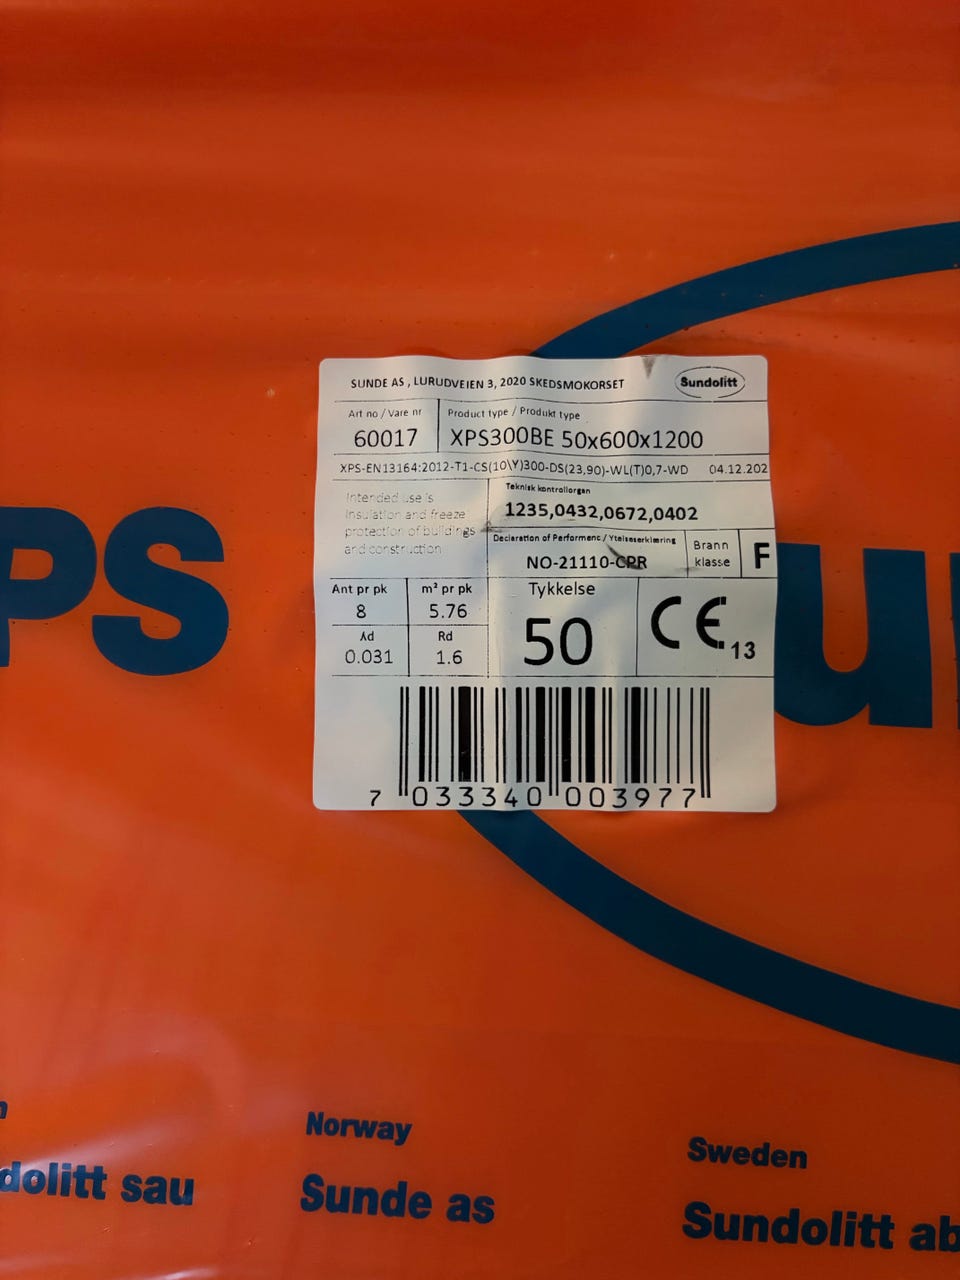 SUNDE AS , LURUDVEIEN 3, 2020 SKEDSMOKORSET
Sundolitt
Art no / Vare nr
60017
Product type / Produkt type
XPS300BE 50x600x1200
XPS-EN13164:2012-T1-CS(10\Y)300-DS(23,90)-WL(T)0,7-WD 04.12.202
Intended use is
Insulation and freeze
protection of buildings
and construction
Teknisk kontrollorgan
1235,0432,0672,0402
Declaration of Performenc / Ytelseserklæring
NO-21110-CPR
Brann
klasse
F
Ant pr pk
8
m² pr pk
5.76
λd
0.031
Rd
1.6
Tykkelse
50
CE 13
7 033340 003977
PS
u
Norway
Sunde as
Sweden
Sundolitt ab
dolitt sau